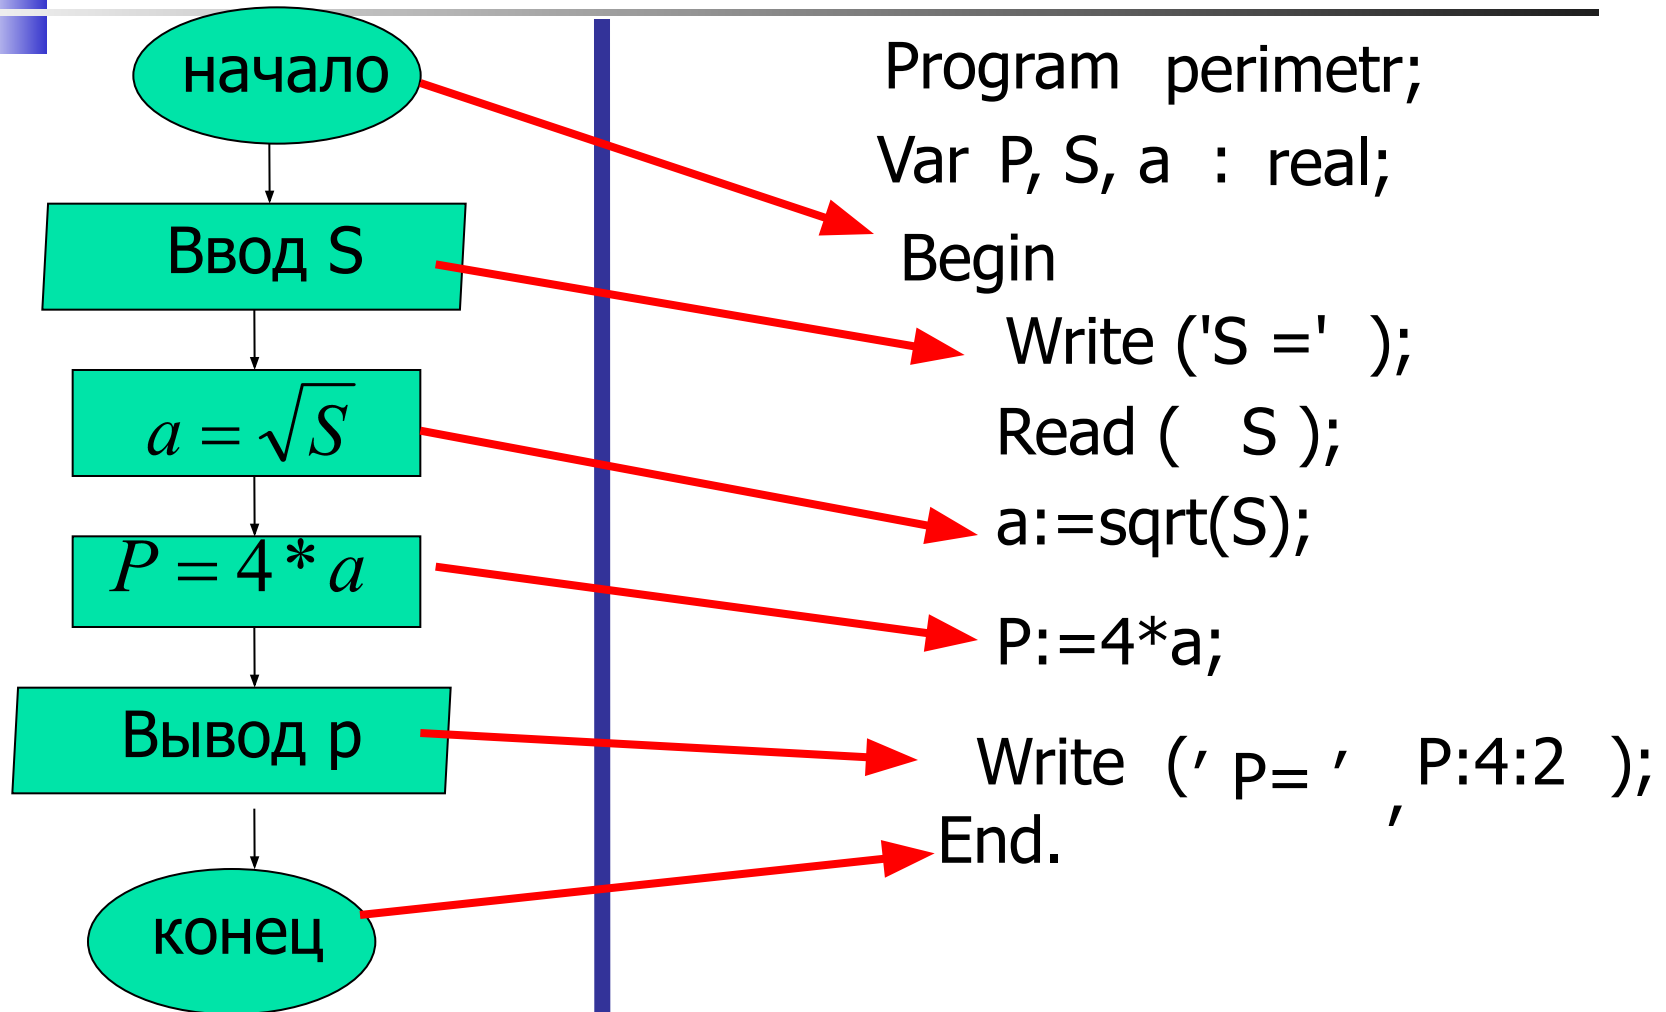 начало
Ввод S
a = √S
P = 4 * a
Вывод p
конец
Program perimetr;
Var P, S, a : real;
Begin
Write ('S =' );
Read ( S );
a:=sqrt(S);
P:=4*a;
Write (′ P= ′ , P:4:2 );
End.